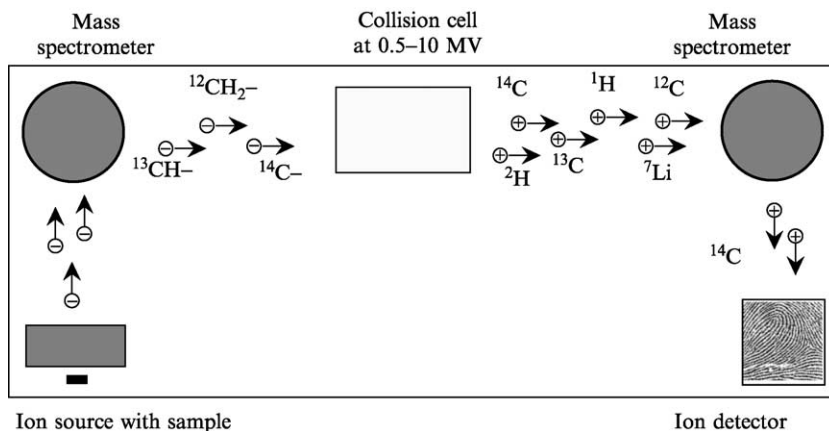 Mass
spectrometer
Collision cell
at 0.5–10 MV
Mass
spectrometer
¹²CH₂–
¹³CH–
¹⁴C–
¹⁴C
¹H
¹²C
²H
¹³C
⁷Li
¹⁴C
Ion source with sample
Ion detector